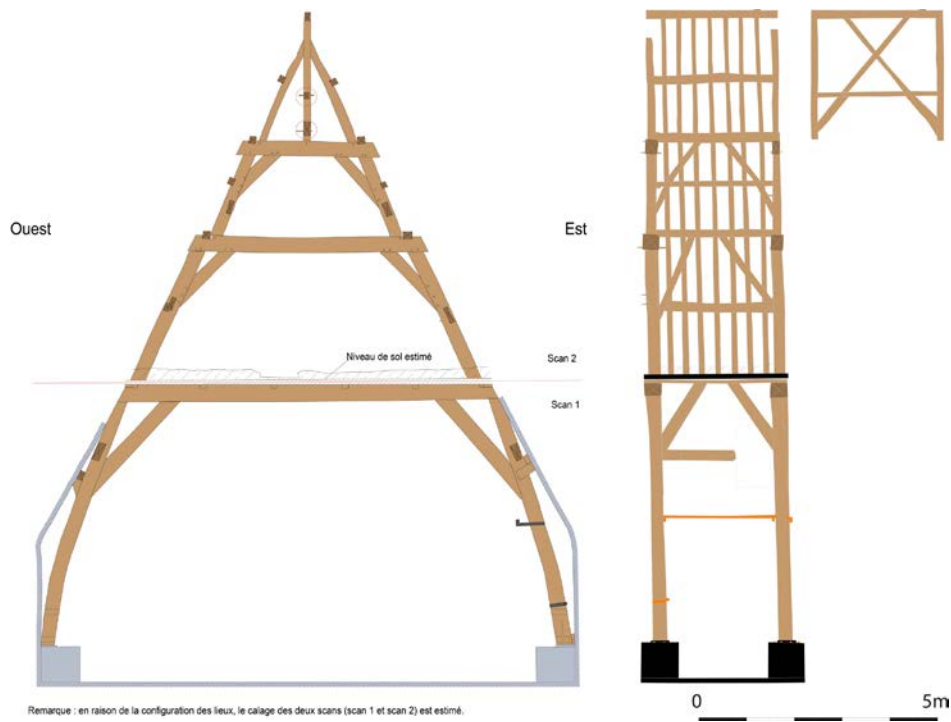 Ouest
Est
Niveau de sol estimé
Scan 2
Scan 1
0
5m
Remarque : en raison de la configuration des lieux, le calage des deux scans (scan 1 et scan 2) est estimé.